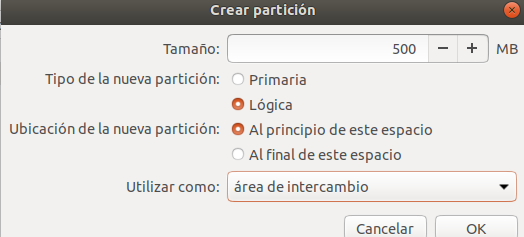 Crear partición
Tamaño: 500 − + MB
Tipo de la nueva partición: Primaria
Lógica
Ubicación de la nueva partición: Al principio de este espacio
Al final de este espacio
Utilizar como: área de intercambio
Cancelar OK